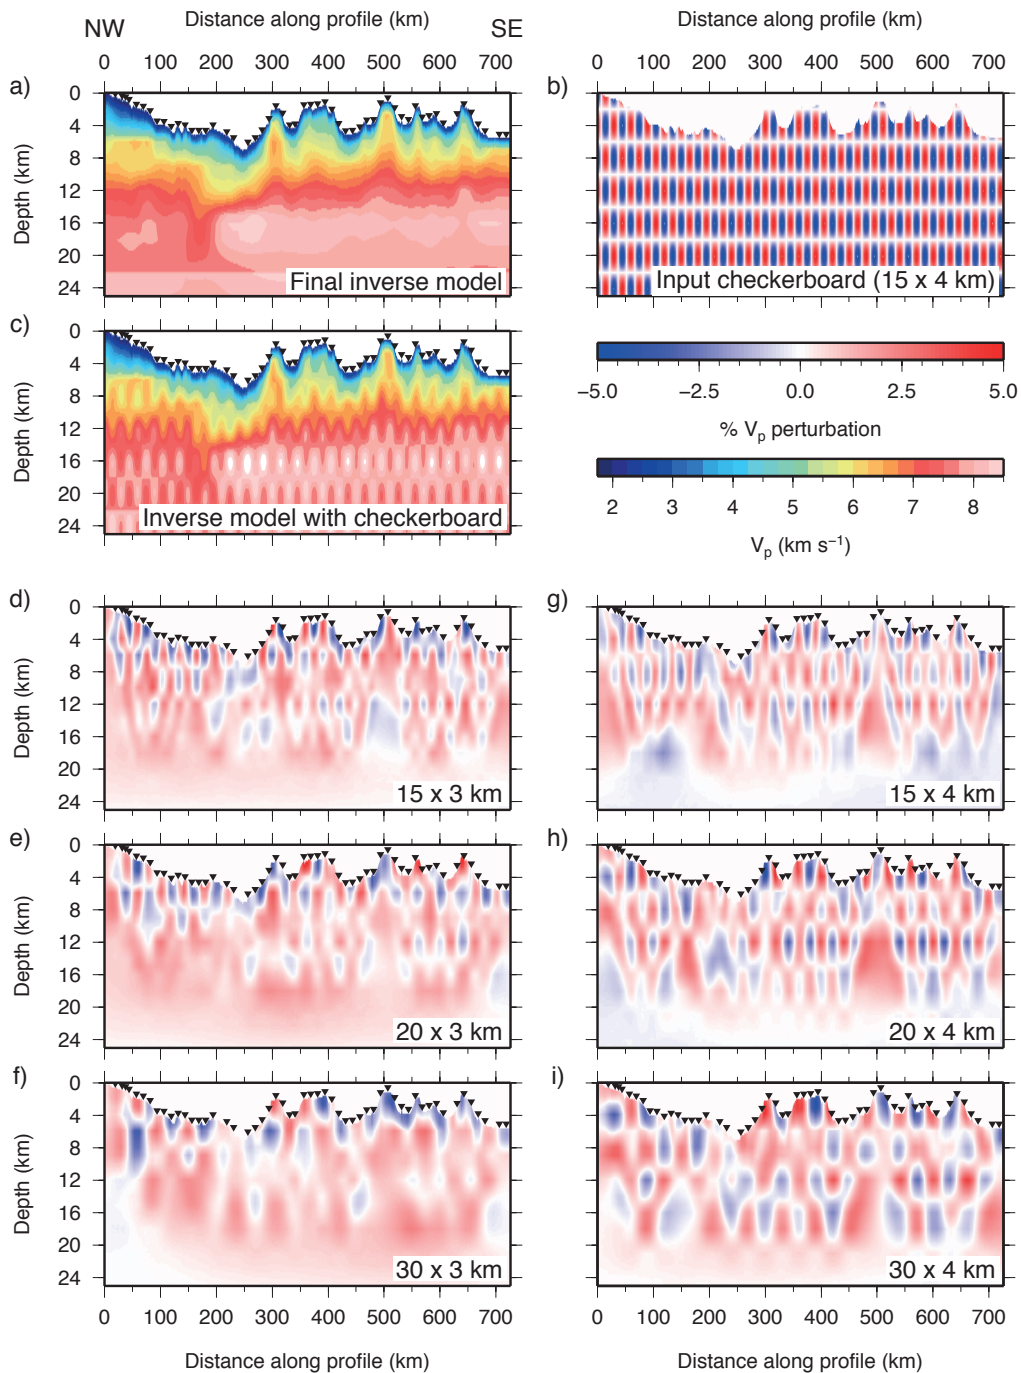 Distance along profile (km)
Distance along profile (km)
NW
SE
0 100 200 300 400 500 600 700
0 100 200 300 400 500 600 700
a)
0
4
8
12
16
20
24
Depth (km)
Final inverse model
b)
Input checkerboard (15 x 4 km)
c)
0
4
8
12
16
20
24
Depth (km)
Inverse model with checkerboard
−5.0 −2.5 0.0 2.5 5.0
% Vp perturbation
2 3 4 5 6 7 8
Vp (km s⁻¹)
d)
0
4
8
12
16
20
24
Depth (km)
15 x 3 km
g)
15 x 4 km
e)
0
4
8
12
16
20
24
Depth (km)
20 x 3 km
h)
20 x 4 km
f)
0
4
8
12
16
20
24
Depth (km)
30 x 3 km
i)
30 x 4 km
0 100 200 300 400 500 600 700
0 100 200 300 400 500 600 700
Distance along profile (km)
Distance along profile (km)